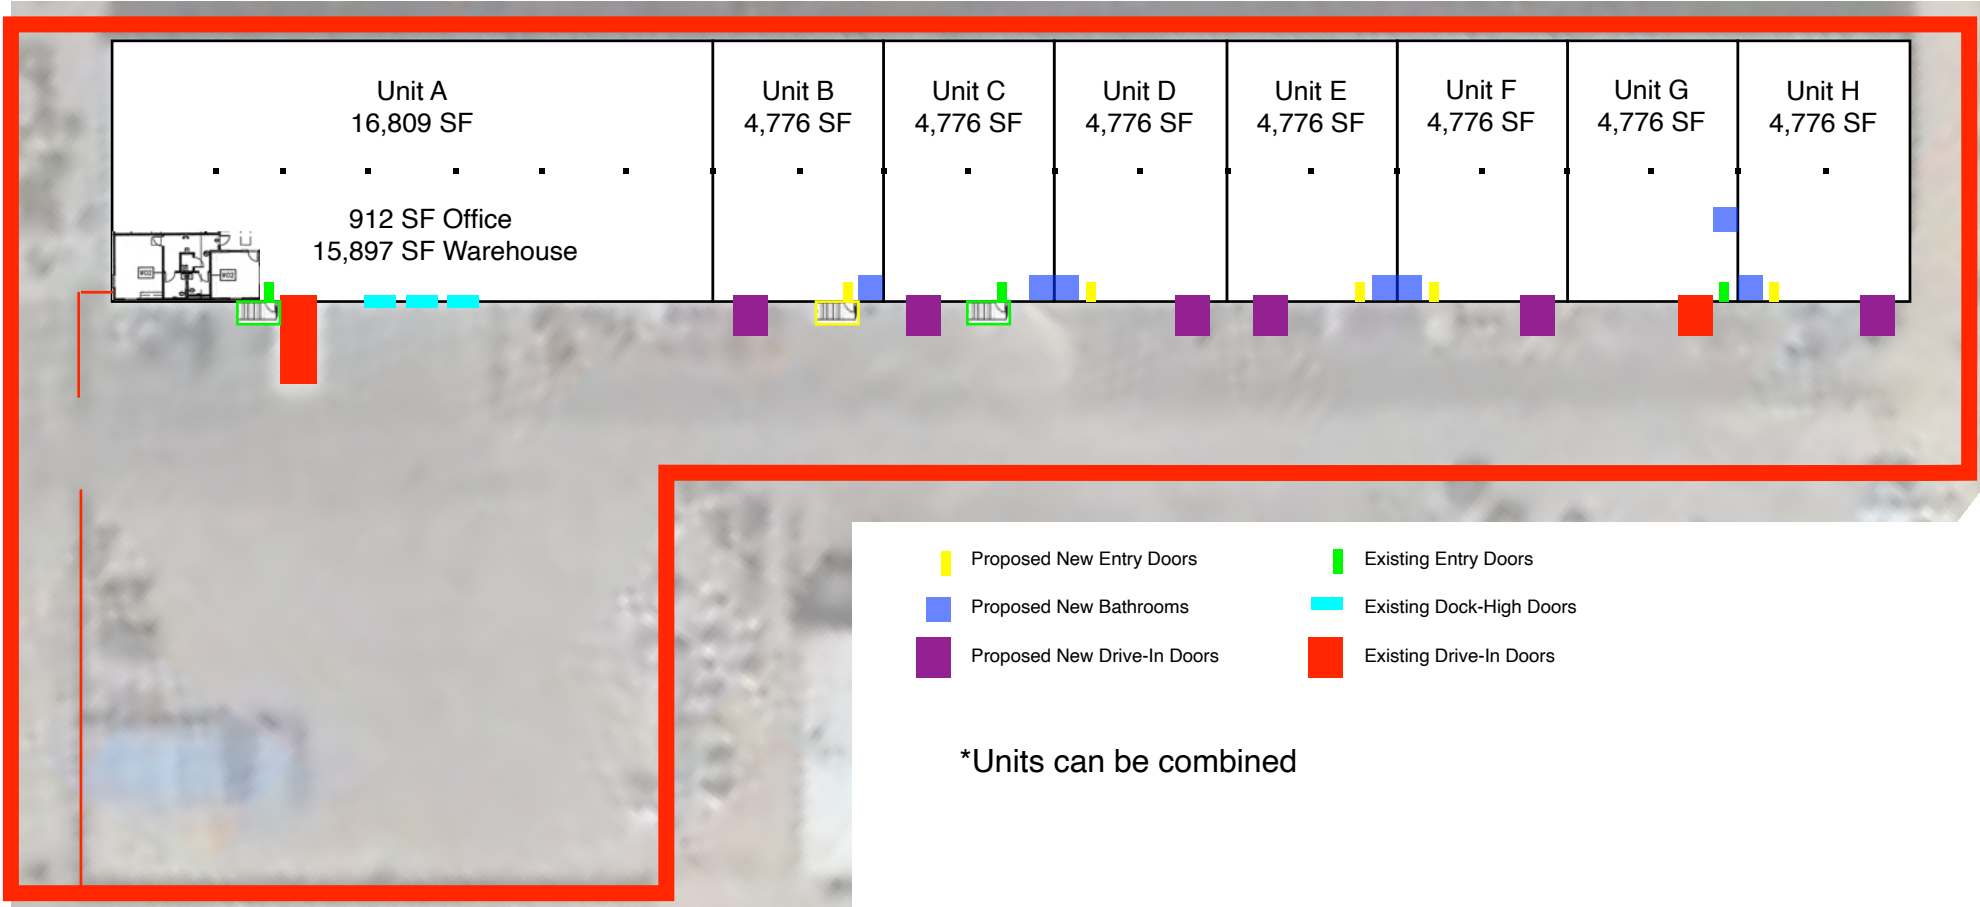 Unit A
16,809 SF
Unit B
4,776 SF
Unit C
4,776 SF
Unit D
4,776 SF
Unit E
4,776 SF
Unit F
4,776 SF
Unit G
4,776 SF
Unit H
4,776 SF
912 SF Office
15,897 SF Warehouse
Proposed New Entry Doors
Existing Entry Doors
Proposed New Bathrooms
Existing Dock-High Doors
Proposed New Drive-In Doors
Existing Drive-In Doors
*Units can be combined